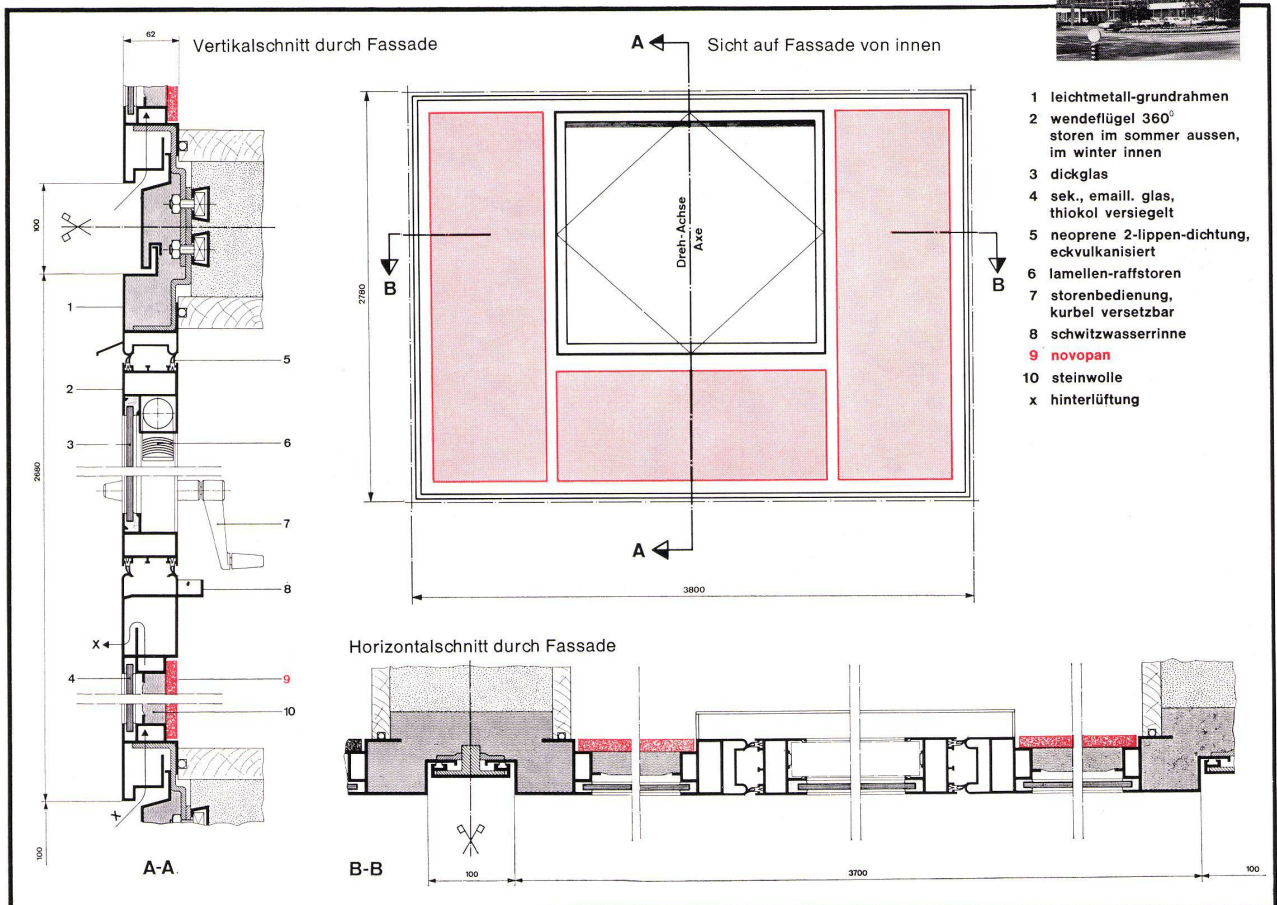 62
Vertikalschnitt durch Fassade
100
1
5
2
3
6
2680
7
8
x
4
9
10
x
100
A-A
A
Sicht auf Fassade von innen
B
Dreh-Achse
Axe
B
2780
A
3800
1 leichtmetall-grundrahmen
2 wendeflügel 360°
storen im sommer aussen,
im winter innen
3 dickglas
4 sek., emaill. glas,
thiokol versiegelt
5 neoprene 2-lippen-dichtung,
eckvulkanisiert
6 lamellen-raffstoren
7 storenbedienung,
kurbel versetzbar
8 schwitzwasserrinne
9 novopan
10 steinwolle
x hinterlüftung
Horizontalschnitt durch Fassade
B-B
100
3700
100